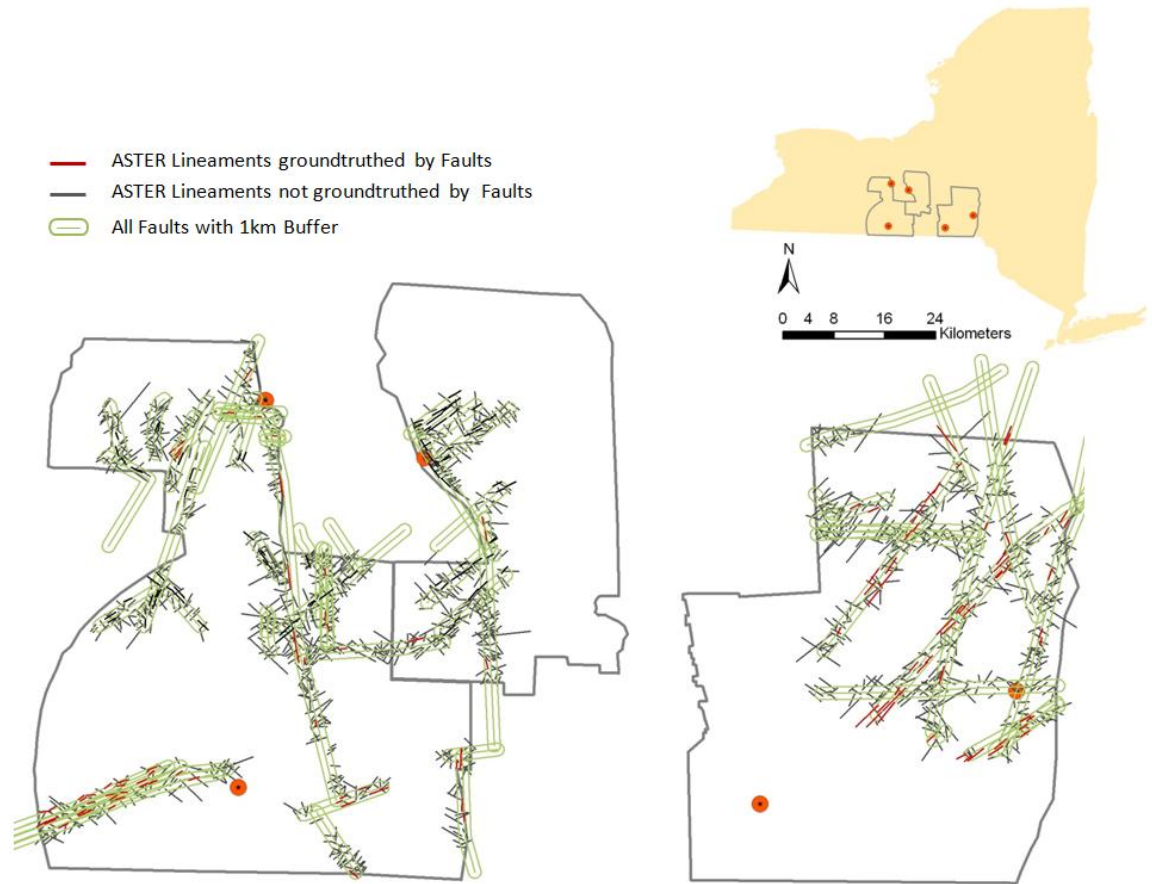 ASTER Lineaments groundtruthed by Faults
ASTER Lineaments not groundtruthed by Faults
All Faults with 1km Buffer
N
0 4 8 16 24
Kilometers